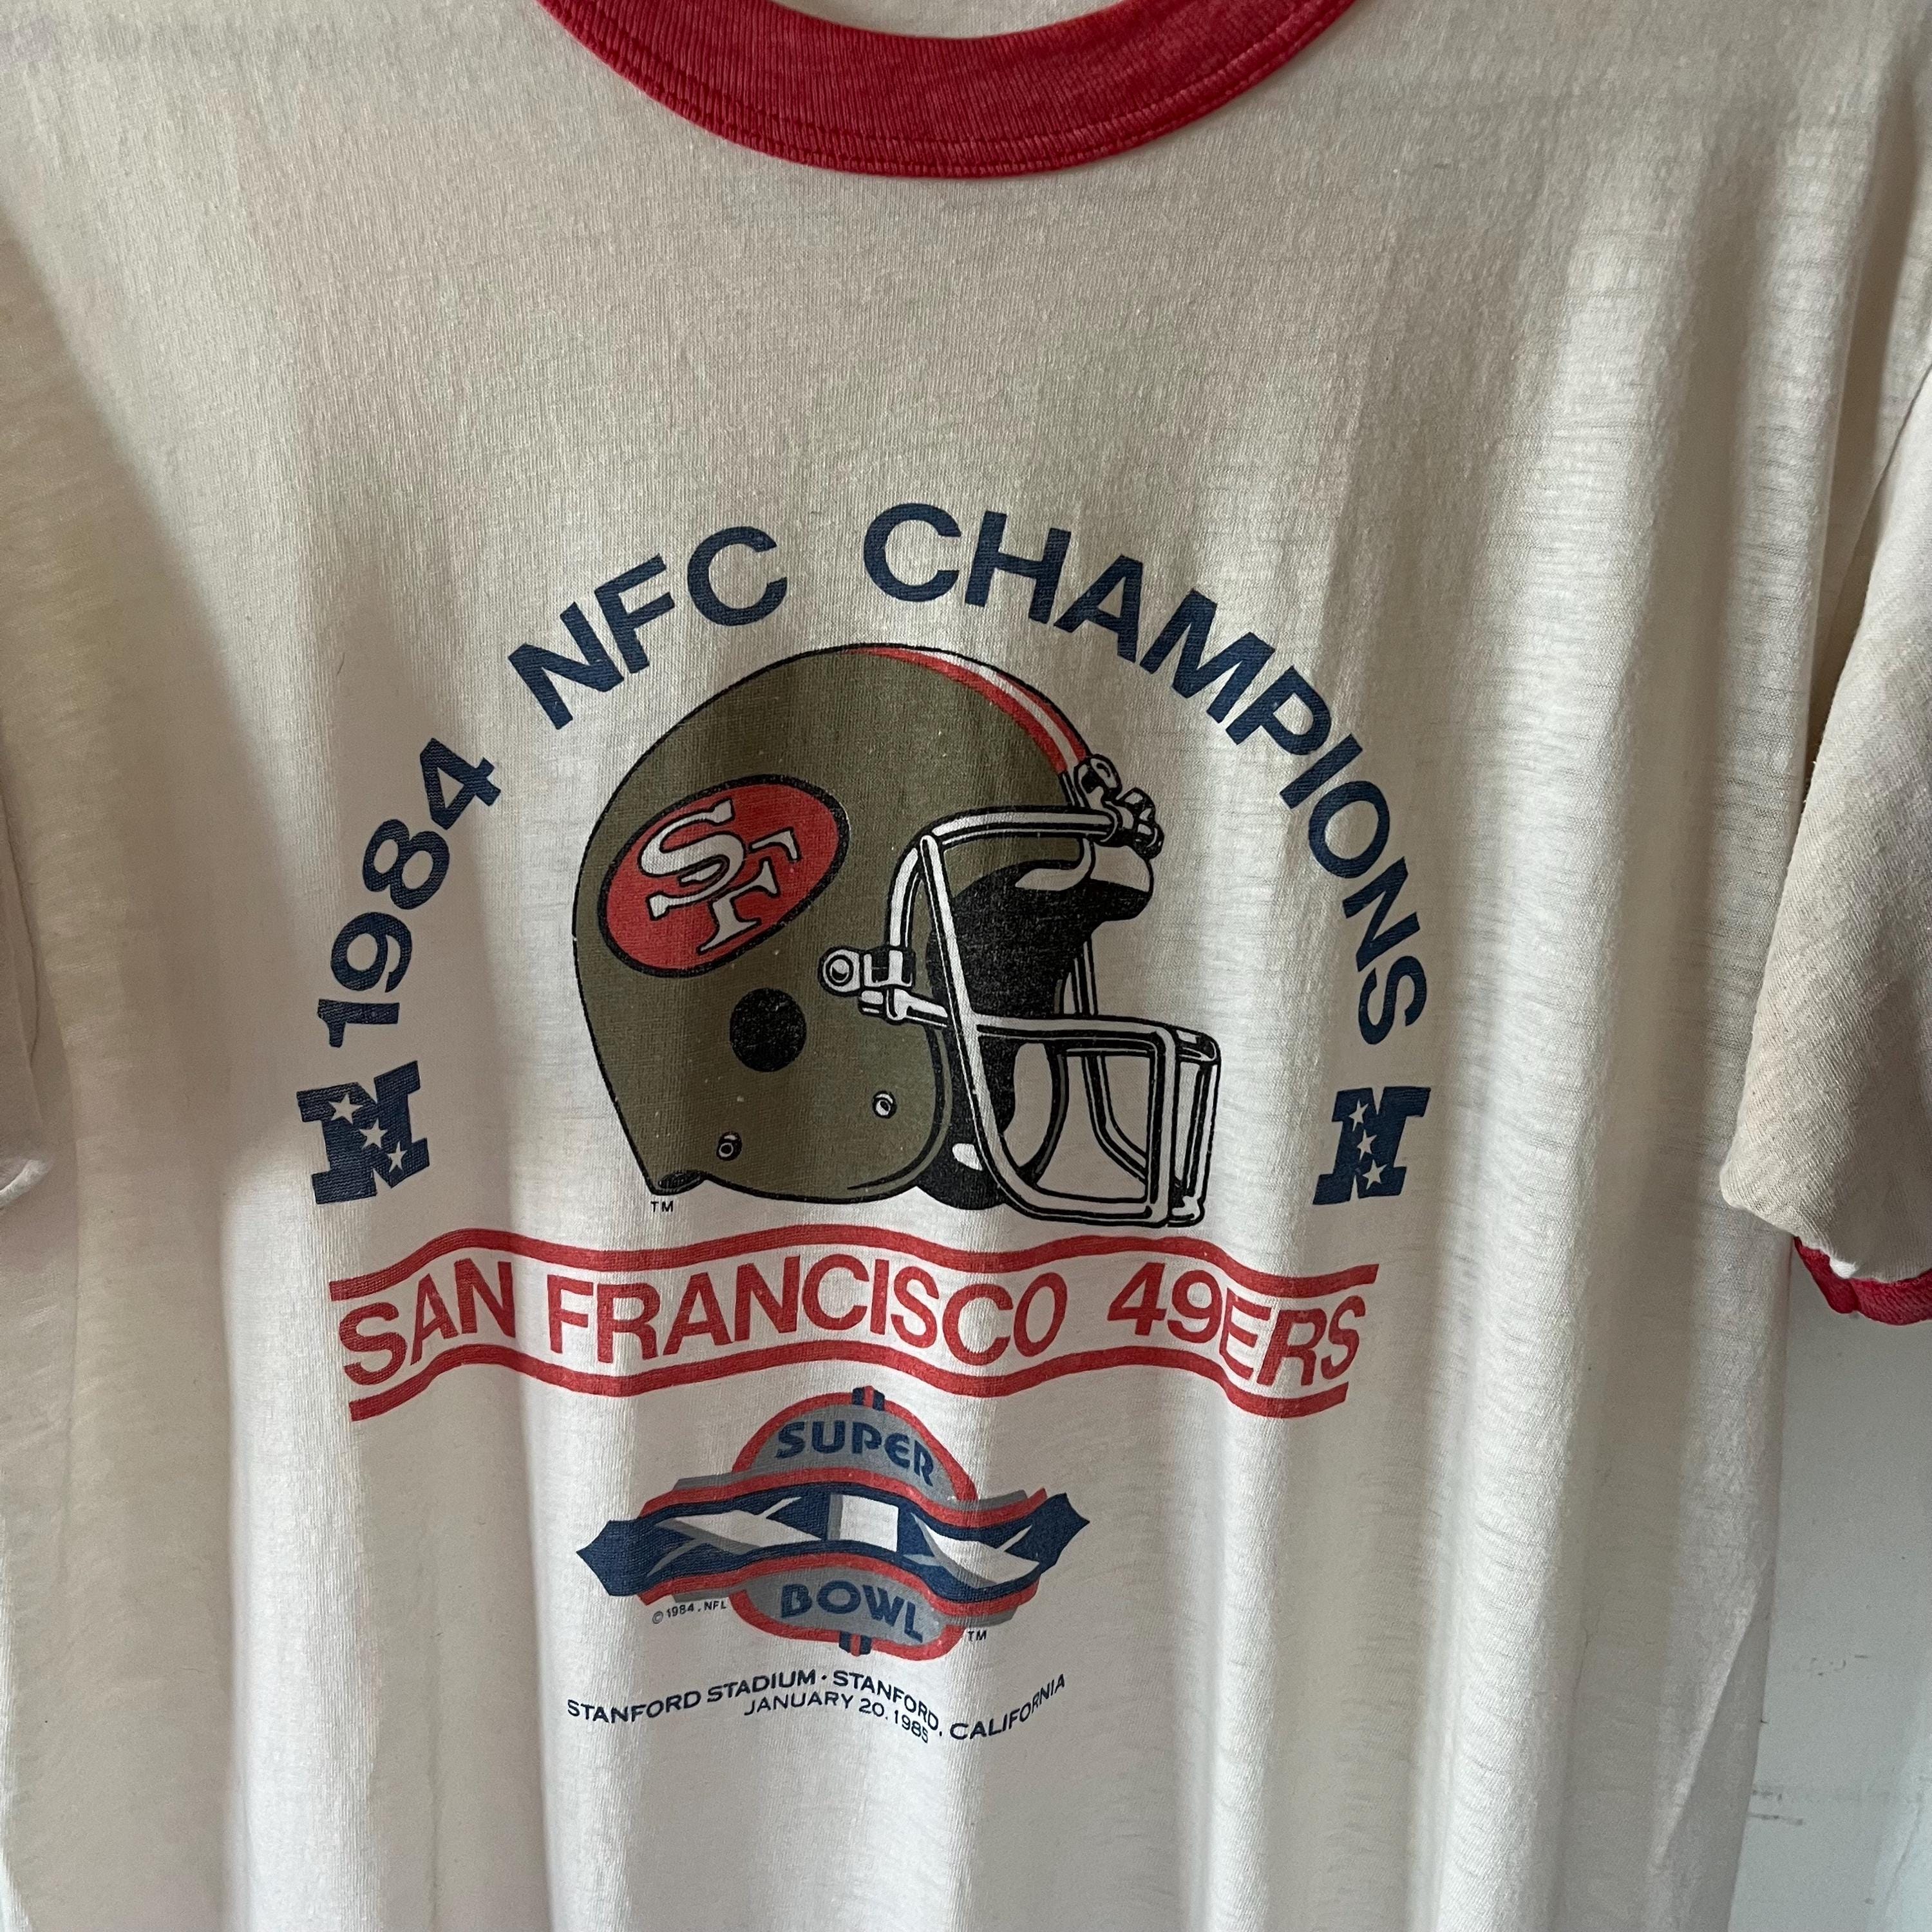 1984 NFC CHAMPIONS
SF
TM
N N
SAN FRANCISCO 49ERS
SUPER
XIX
BOWL
© 1984. NFL
TM
STANFORD STADIUM · STANFORD, CALIFORNIA
JANUARY 20. 1985